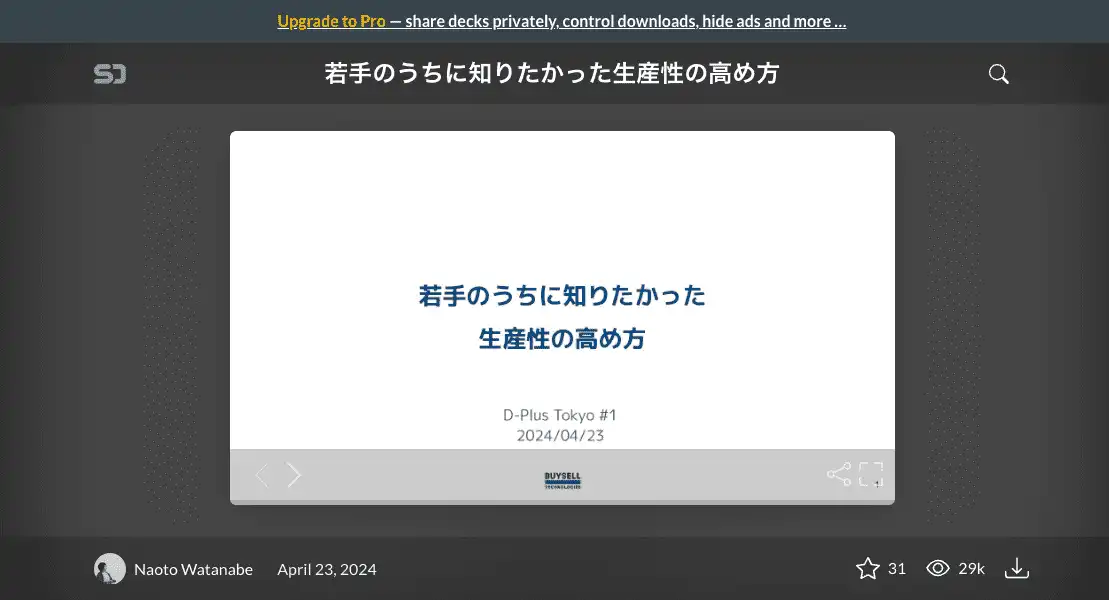 Upgrade to Pro — share decks privately, control downloads, hide ads and more …
SD
若手のうちに知りたかった生産性の高め方
若手のうちに知りたかった
生産性の高め方
D-Plus Tokyo #1
2024/04/23
BUYSELL
TECHNOLOGIES
Naoto Watanabe April 23, 2024 31 29k